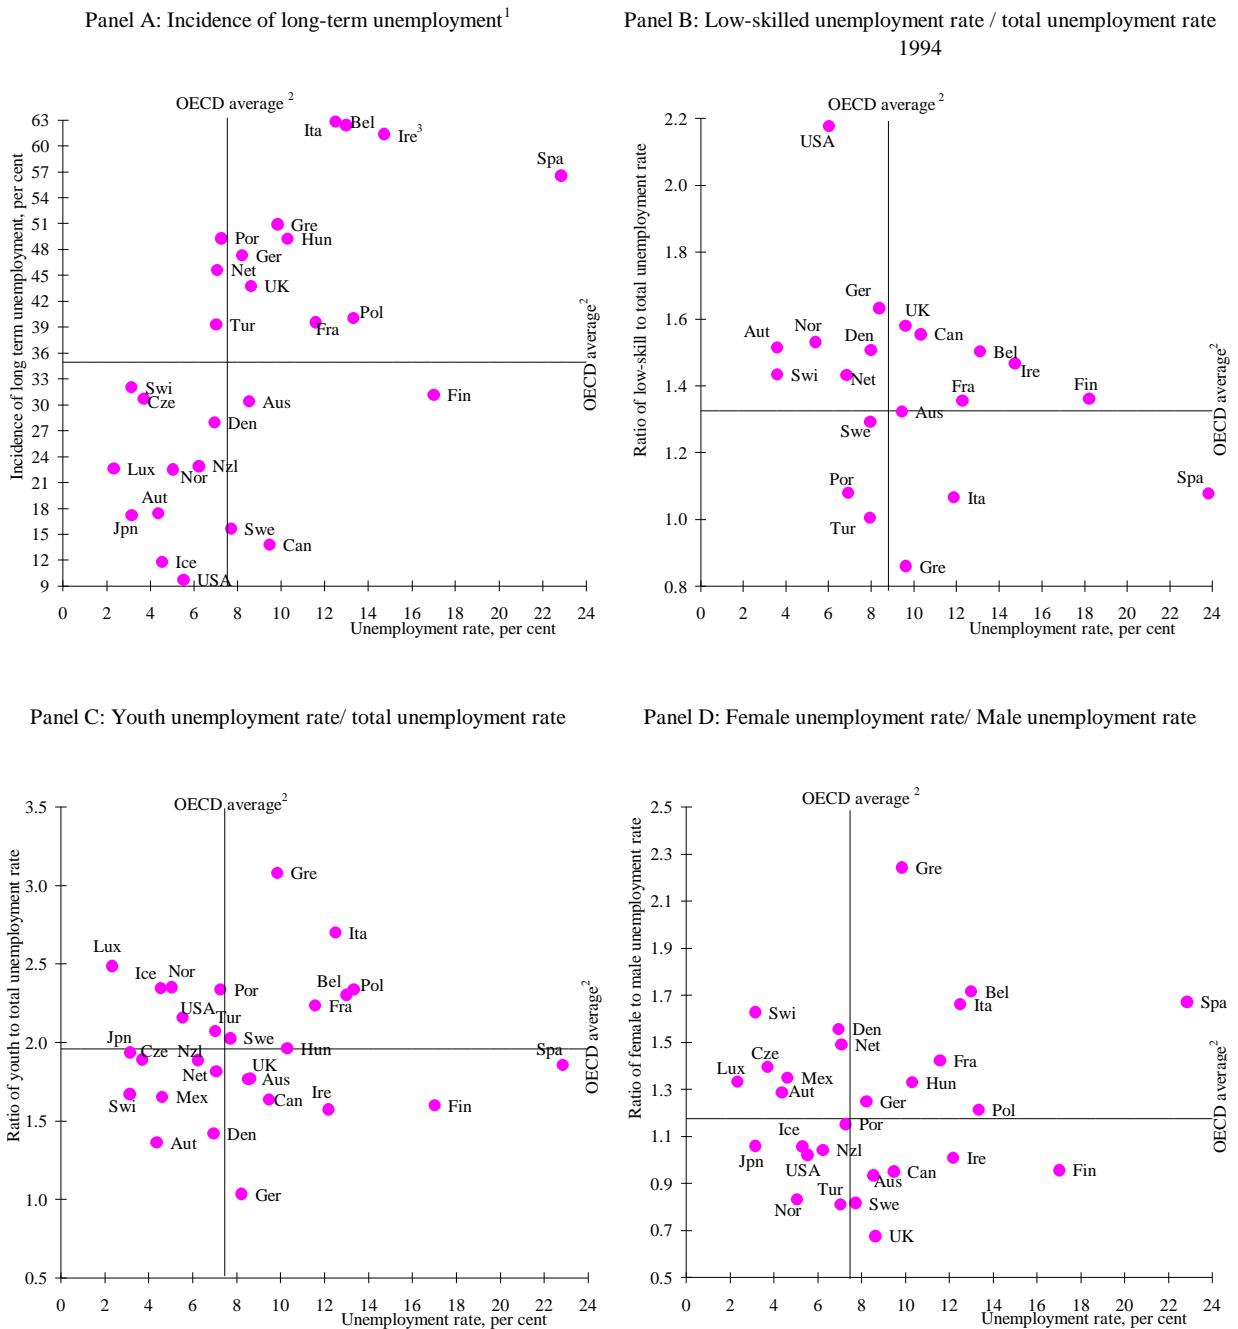 Panel A: Incidence of long-term unemployment1
OECD average 2
Incidence of long term unemployment, per cent
63
60
57
54
51
48
45
42
39
36
33
30
27
24
21
18
15
12
9
Ita
Bel
Ire3
Spa
Gre
Por
Hun
Ger
Net
UK
Tur
Fra
Pol
Swi
Cze
Aus
Fin
Den
Lux
Nor
Nzl
Aut
Jpn
Swe
Can
Ice
USA
OECD average2
0 2 4 6 8 10 12 14 16 18 20 22 24
Unemployment rate, per cent
Panel B: Low-skilled unemployment rate / total unemployment rate
1994
OECD average 2
Ratio of low-skill to total unemployment rate
2.2
2.0
1.8
1.6
1.4
1.2
1.0
0.8
USA
Ger
UK
Aut
Nor
Den
Can
Bel
Ire
Swi
Net
Fra
Fin
Aus
Swe
Por
Spa
Ita
Tur
Gre
OECD average2
0 2 4 6 8 10 12 14 16 18 20 22 24
Unemployment rate, per cent
Panel C: Youth unemployment rate/ total unemployment rate
OECD average2
Ratio of youth to total unemployment rate
3.5
3.0
2.5
2.0
1.5
1.0
0.5
Gre
Ita
Lux
Ice
Nor
Por
Bel
Pol
Fra
USA
Tur
Swe
Jpn
Cze
Nzl
Hun
Spa
Net
UK
Aus
Swi
Mex
Can
Ire
Fin
Aut
Den
Ger
OECD average2
0 2 4 6 8 10 12 14 16 18 20 22 24
Unemployment rate, per cent
Panel D: Female unemployment rate/ Male unemployment rate
OECD average 2
Ratio of female to male unemployment rate
2.5
2.3
2.1
1.9
1.7
1.5
1.3
1.1
0.9
0.7
0.5
Gre
Bel
Ita
Spa
Swi
Den
Net
Cze
Fra
Lux
Mex
Aut
Hun
Ger
Pol
Por
Ice
Jpn
USA
Nzl
Ire
Can
Fin
Aus
Tur
Nor
Swe
UK
OECD average2
0 2 4 6 8 10 12 14 16 18 20 22 24
Unemployment rate, per cent